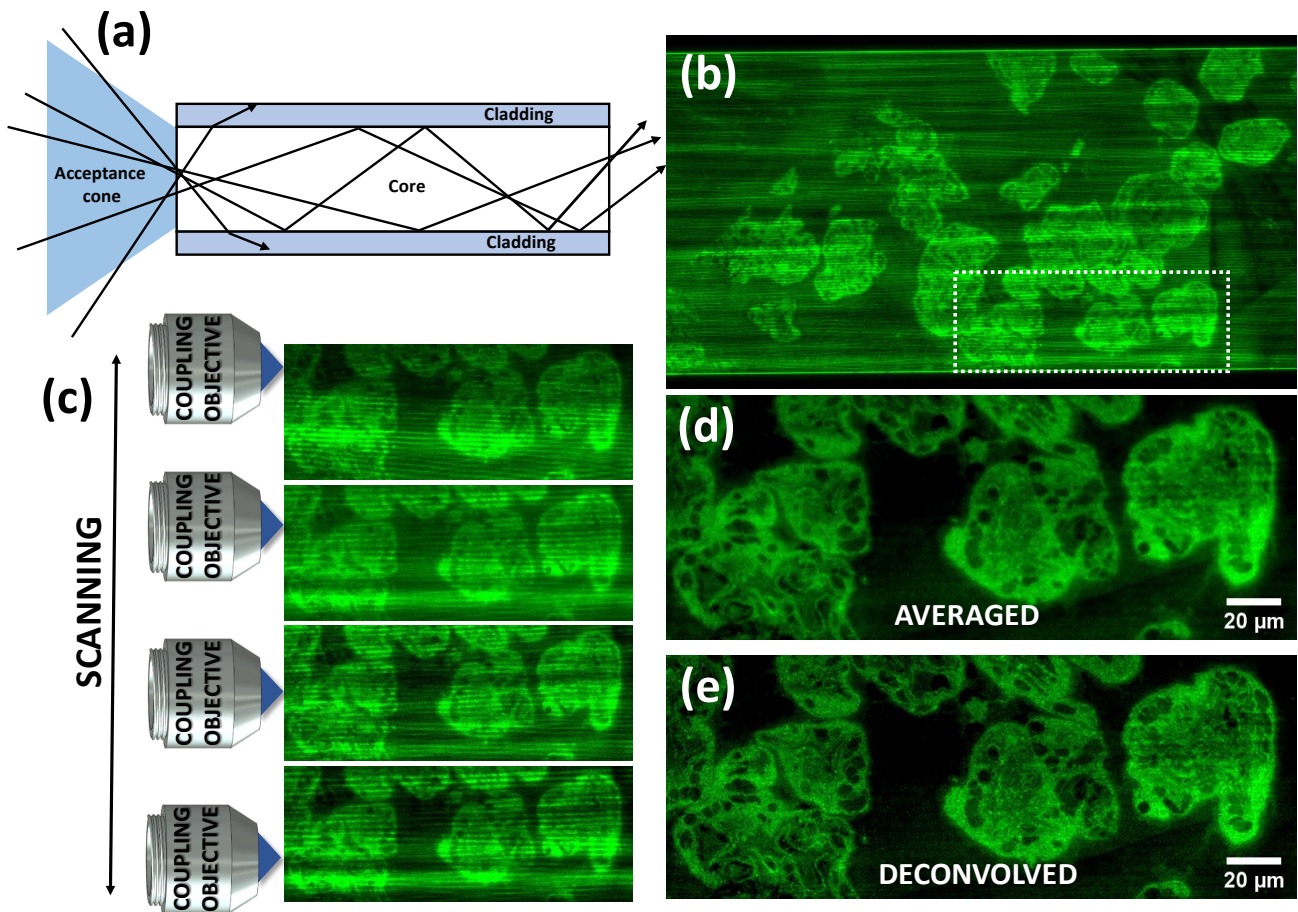 (a)
Cladding
Acceptance
cone
Core
Cladding
(b)
(c)
SCANNING
COUPLING
OBJECTIVE
COUPLING
OBJECTIVE
COUPLING
OBJECTIVE
COUPLING
OBJECTIVE
(d)
AVERAGED
20 μm
(e)
DECONVOLVED
20 μm